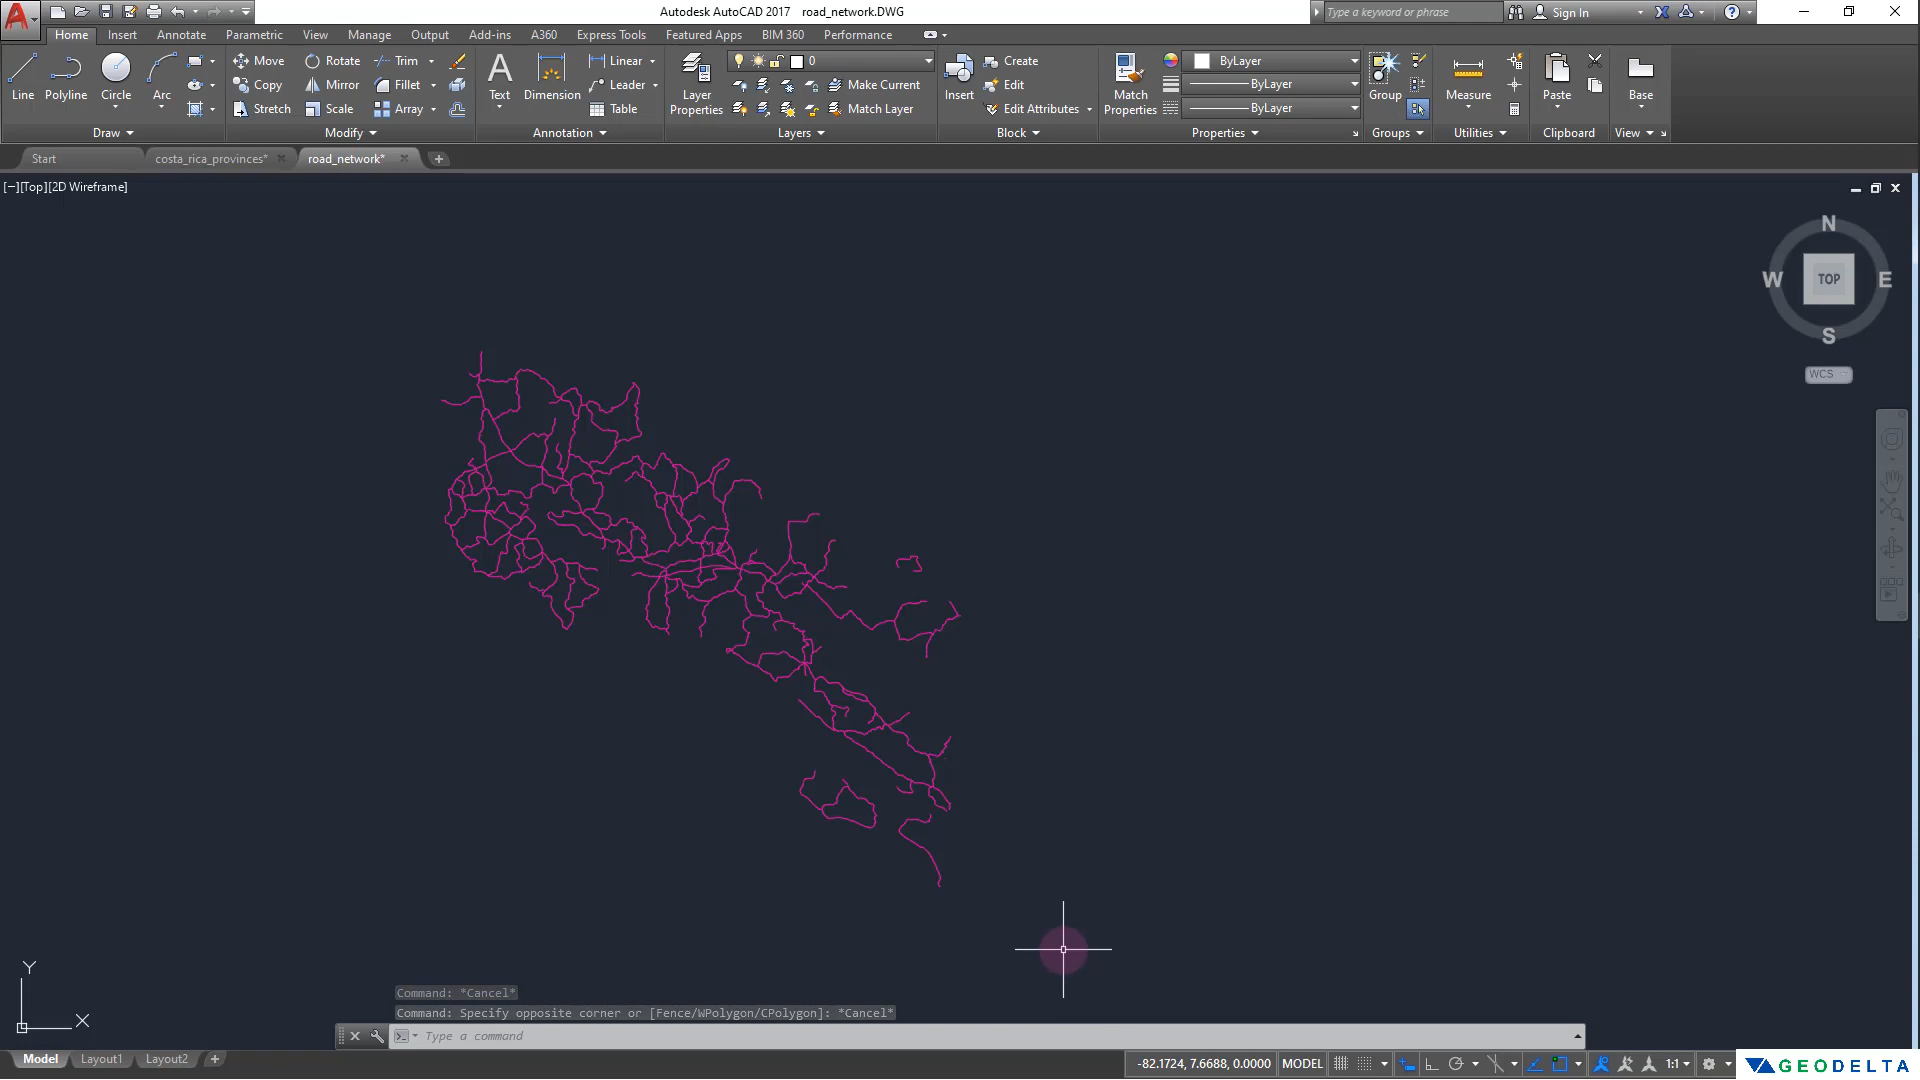 Autodesk AutoCAD 2017 road_network.DWG
Type a keyword or phrase
Sign In
Home Insert Annotate Parametric View Manage Output Add-ins A360 Express Tools Featured Apps BIM 360 Performance
Line Polyline Circle Arc
Draw
Move Rotate Trim
Copy Mirror Fillet
Stretch Scale Array
Modify
Text Dimension
Linear
Leader
Table
Annotation
Layer Properties
0
Make Current
Match Layer
Layers
Insert
Create
Edit
Edit Attributes
Block
Match Properties
ByLayer
ByLayer
ByLayer
Properties
Group
Groups
Measure
Utilities
Paste
Clipboard
Base
View
Start costa_rica_provinces* road_network*
[−][Top][2D Wireframe]
N
W TOP E
S
WCS
Y
X
Command: *Cancel*
Command: Specify opposite corner or [Fence/WPolygon/CPolygon]: *Cancel*
Type a command
Model Layout1 Layout2
-82.1724, 7.6688, 0.0000 MODEL 1:1
GEODELTA